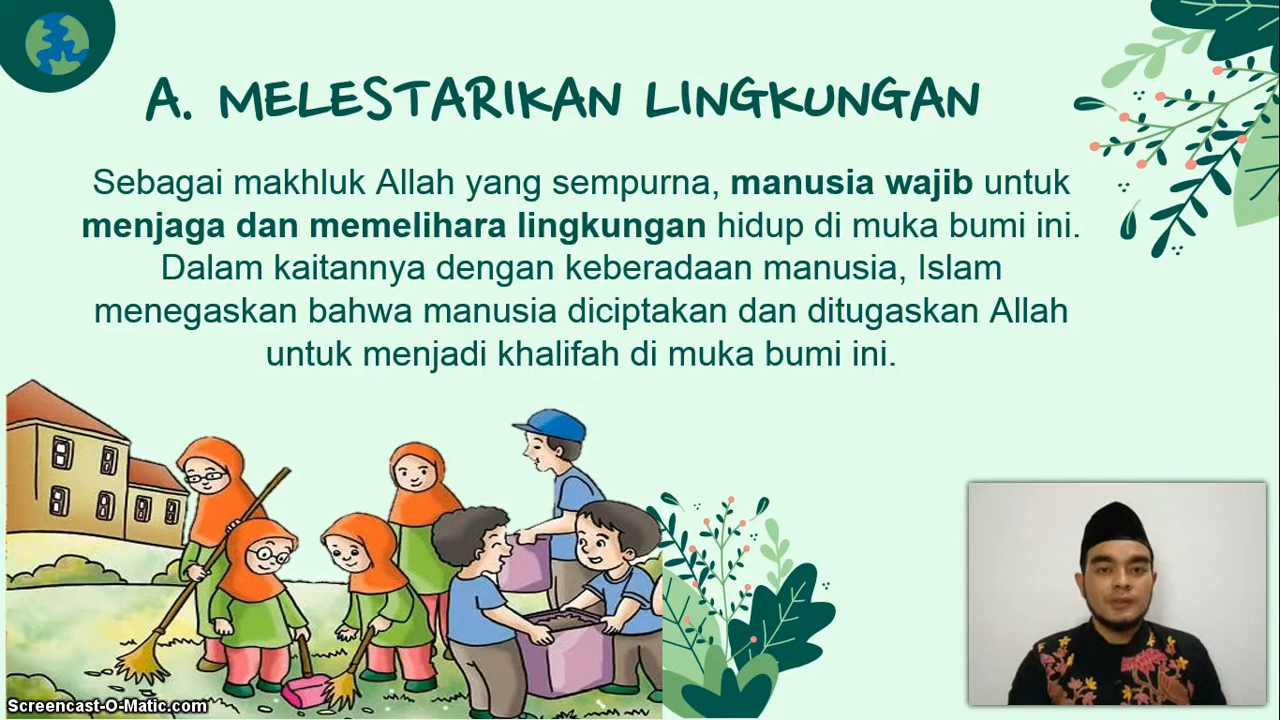 A. MELESTARIKAN LINGKUNGAN
Sebagai makhluk Allah yang sempurna, manusia wajib untuk
menjaga dan memelihara lingkungan hidup di muka bumi ini.
Dalam kaitannya dengan keberadaan manusia, Islam
menegaskan bahwa manusia diciptakan dan ditugaskan Allah
untuk menjadi khalifah di muka bumi ini.
Screencast-O-Matic.com